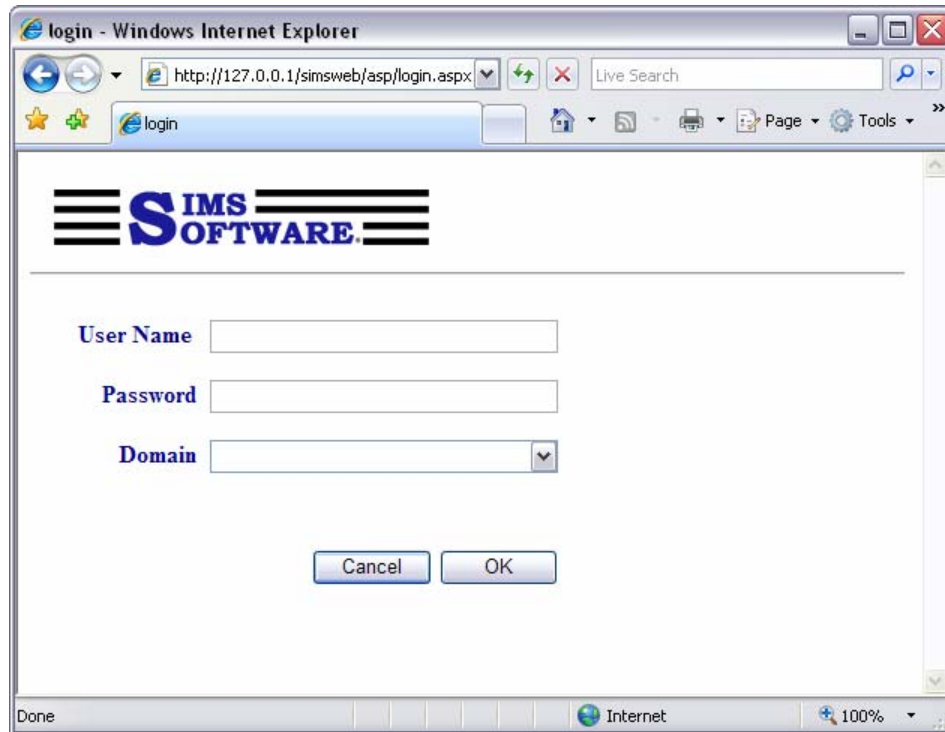 login - Windows Internet Explorer
http://127.0.0.1/simsweb/asp/login.aspx
Live Search
login
Page
Tools
SIMS
SOFTWARE.
User Name
Password
Domain
Cancel
OK
Done
Internet
100%